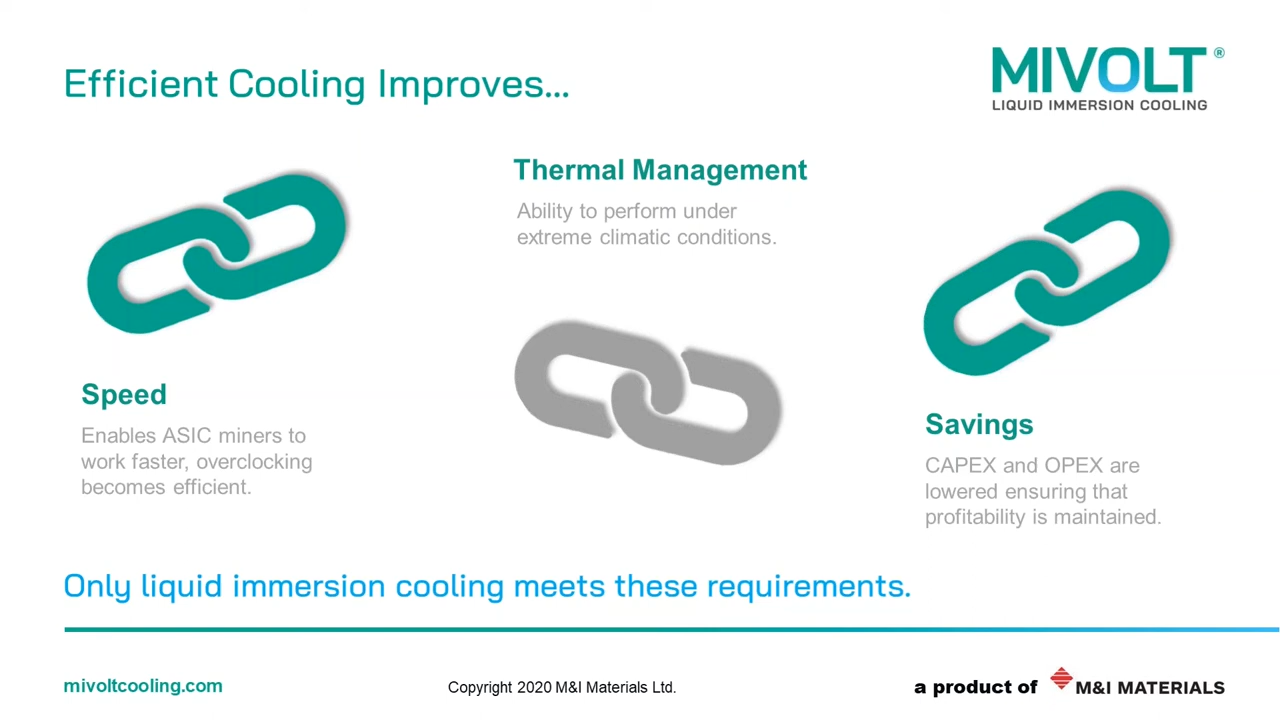 Efficient Cooling Improves...
MIVOLT®
LIQUID IMMERSION COOLING
Speed
Enables ASIC miners to
work faster, overclocking
becomes efficient.
Thermal Management
Ability to perform under
extreme climatic conditions.
Savings
CAPEX and OPEX are
lowered ensuring that
profitability is maintained.
Only liquid immersion cooling meets these requirements.
mivoltcooling.com
Copyright 2020 M&I Materials Ltd.
a product of M&I MATERIALS